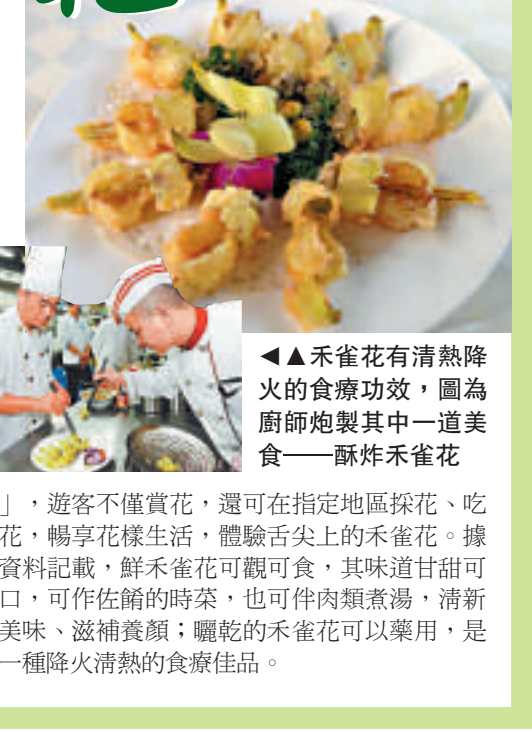 ◀▲禾雀花有清熱降
火的食療功效，圖為
廚師炮製其中一道美
食——酥炸禾雀花
」，遊客不僅賞花，還可在指定地區採花、吃
花，暢享花樣生活，體驗舌尖上的禾雀花。據
資料記載，鮮禾雀花可觀可食，其味道甘甜可
口，可作佐餚的時菜，也可伴肉類煮湯，清新
美味、滋補養顏；曬乾的禾雀花可以藥用，是
一種降火清熱的食療佳品。